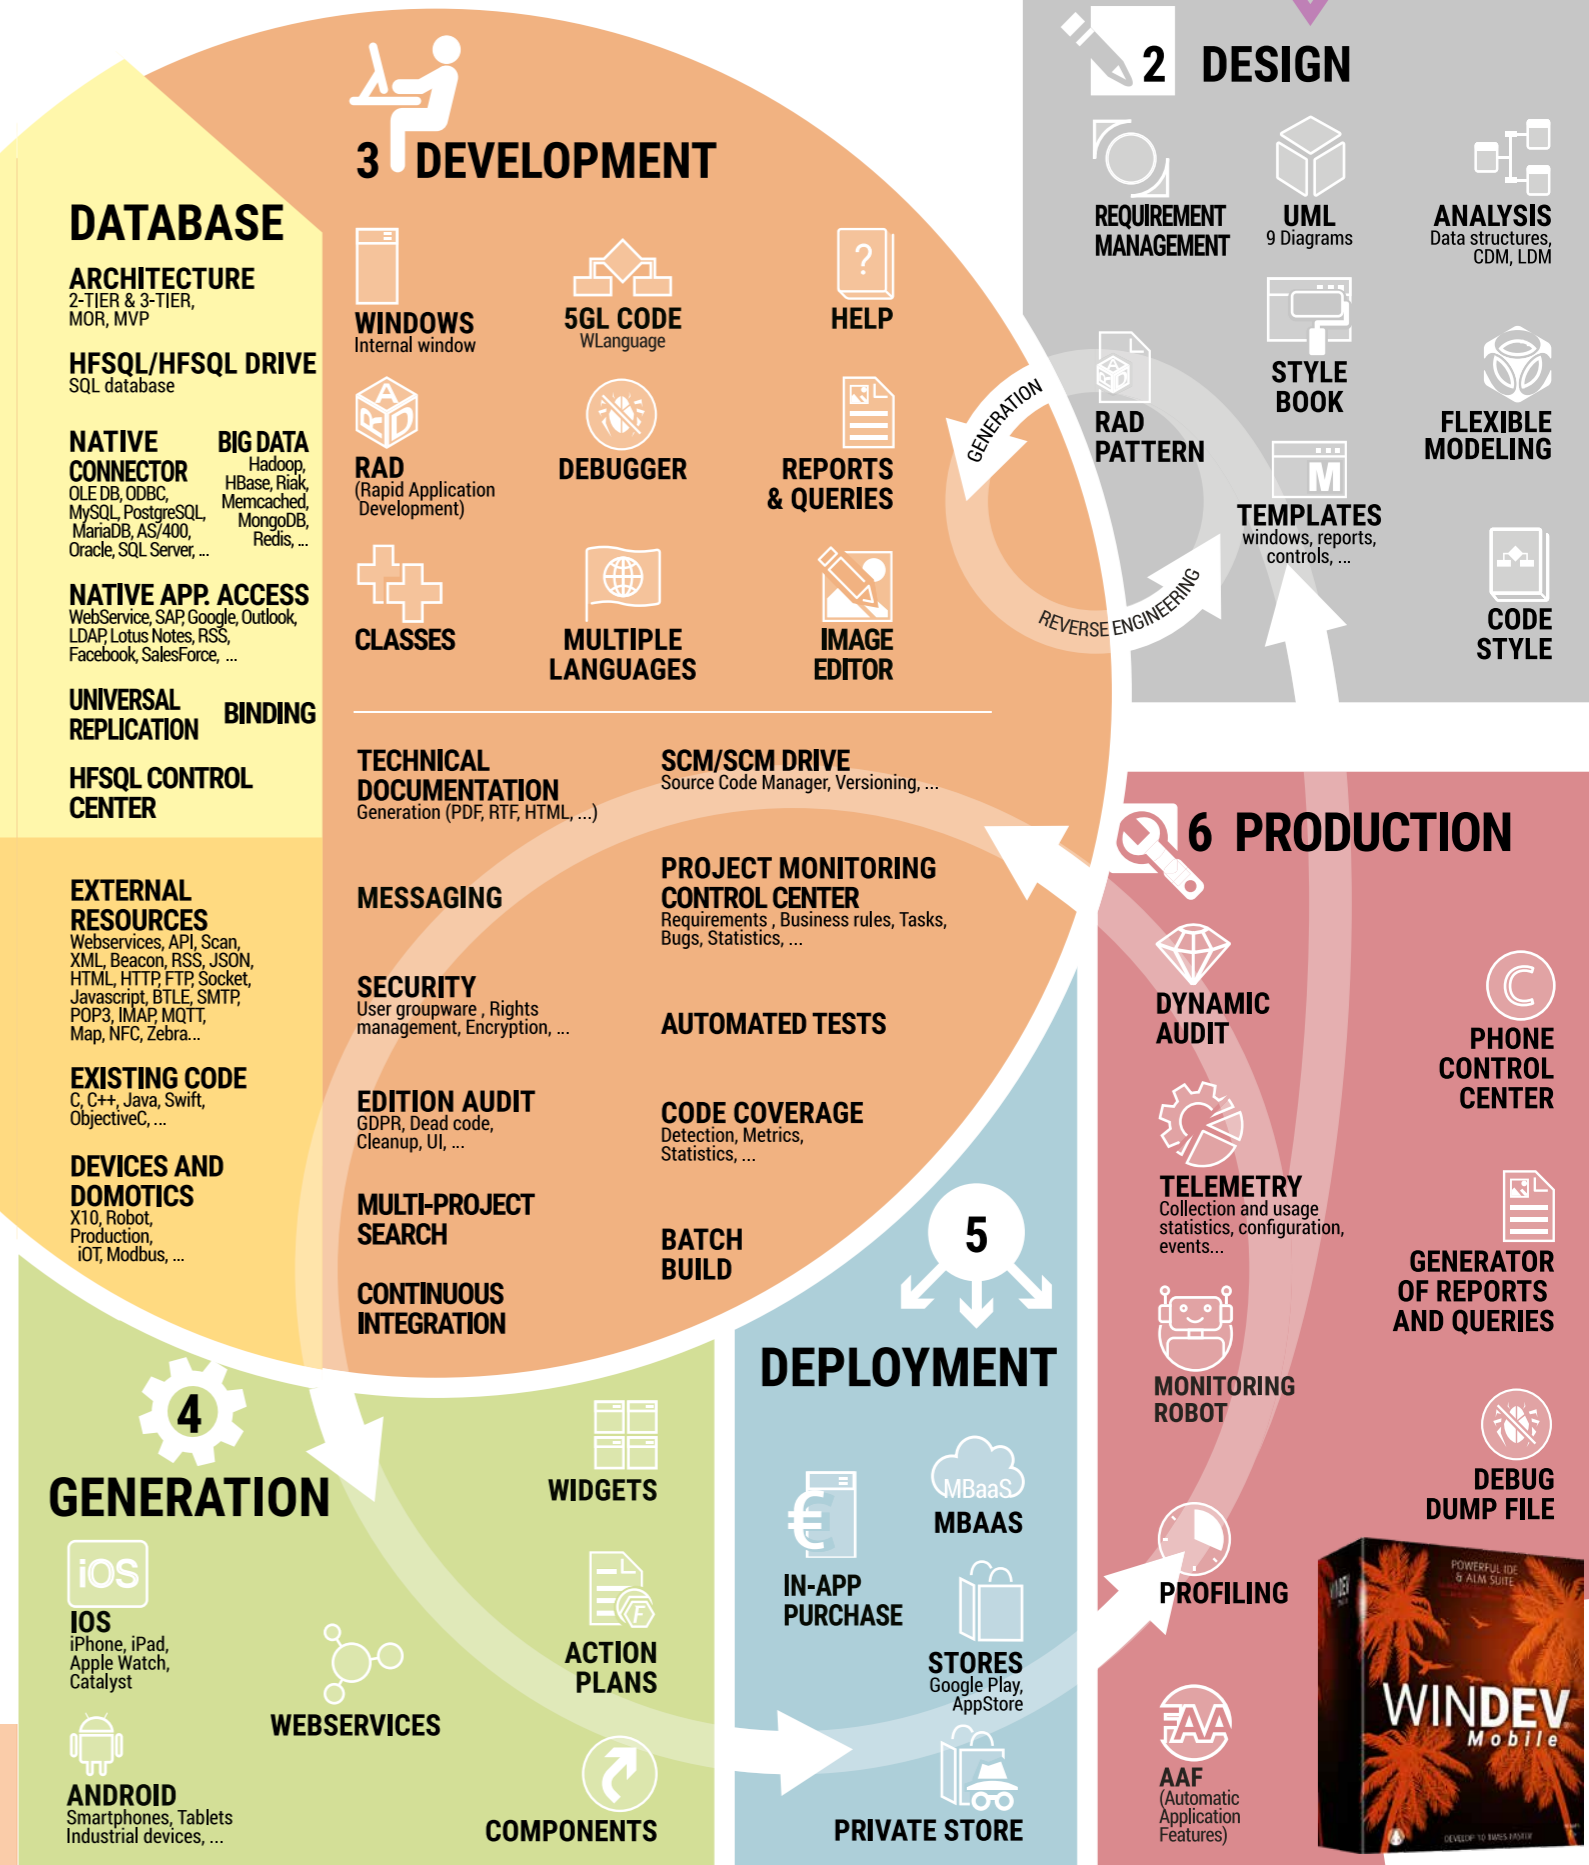 2 DESIGN
REQUIREMENT
MANAGEMENT
UML
9 Diagrams
ANALYSIS
Data structures,
CDM, LDM
RAD
PATTERN
STYLE
BOOK
FLEXIBLE
MODELING
M
TEMPLATES
windows, reports,
controls, ...
CODE
STYLE
GENERATION
REVERSE ENGINEERING
3 DEVELOPMENT
WINDOWS
Internal window
5GL CODE
WLanguage
?
HELP
R A D
RAD
(Rapid Application
Development)
DEBUGGER
REPORTS
& QUERIES
CLASSES
MULTIPLE
LANGUAGES
IMAGE
EDITOR
TECHNICAL
DOCUMENTATION
Generation (PDF, RTF, HTML, ...)
SCM/SCM DRIVE
Source Code Manager, Versioning, ...
MESSAGING
PROJECT MONITORING
CONTROL CENTER
Requirements , Business rules, Tasks,
Bugs, Statistics, ...
SECURITY
User groupware , Rights
management, Encryption, ...
AUTOMATED TESTS
EDITION AUDIT
GDPR, Dead code,
Cleanup, UI, ...
CODE COVERAGE
Detection, Metrics,
Statistics, ...
MULTI-PROJECT
SEARCH
BATCH
BUILD
CONTINUOUS
INTEGRATION
DATABASE
ARCHITECTURE
2-TIER & 3-TIER,
MOR, MVP
HFSQL/HFSQL DRIVE
SQL database
NATIVE
CONNECTOR
OLE DB, ODBC,
MySQL, PostgreSQL,
MariaDB, AS/400,
Oracle, SQL Server, ...
BIG DATA
Hadoop,
HBase, Riak,
Memcached,
MongoDB,
Redis, ...
NATIVE APP. ACCESS
WebService, SAP, Google, Outlook,
LDAP, Lotus Notes, RSS,
Facebook, SalesForce, ...
UNIVERSAL
REPLICATION
BINDING
HFSQL CONTROL
CENTER
EXTERNAL
RESOURCES
Webservices, API, Scan,
XML, Beacon, RSS, JSON,
HTML, HTTP, FTP, Socket,
Javascript, BTLE, SMTP,
POP3, IMAP, MQTT,
Map, NFC, Zebra...
EXISTING CODE
C, C++, Java, Swift,
ObjectiveC, ...
DEVICES AND
DOMOTICS
X10, Robot,
Production,
iOT, Modbus, ...
4
GENERATION
WIDGETS
iOS
IOS
iPhone, iPad,
Apple Watch,
Catalyst
WEBSERVICES
F
ACTION
PLANS
ANDROID
Smartphones, Tablets
Industrial devices, ...
COMPONENTS
5
DEPLOYMENT
€
IN-APP
PURCHASE
MBaaS
MBAAS
STORES
Google Play,
AppStore
PRIVATE STORE
6 PRODUCTION
DYNAMIC
AUDIT
C
PHONE
CONTROL
CENTER
TELEMETRY
Collection and usage
statistics, configuration,
events...
GENERATOR
OF REPORTS
AND QUERIES
MONITORING
ROBOT
DEBUG
DUMP FILE
PROFILING
AAF
(Automatic
Application
Features)
POWERFUL IDE
& ALM SUITE
WINDEV
Mobile
DEVELOP 10 TIMES FASTER